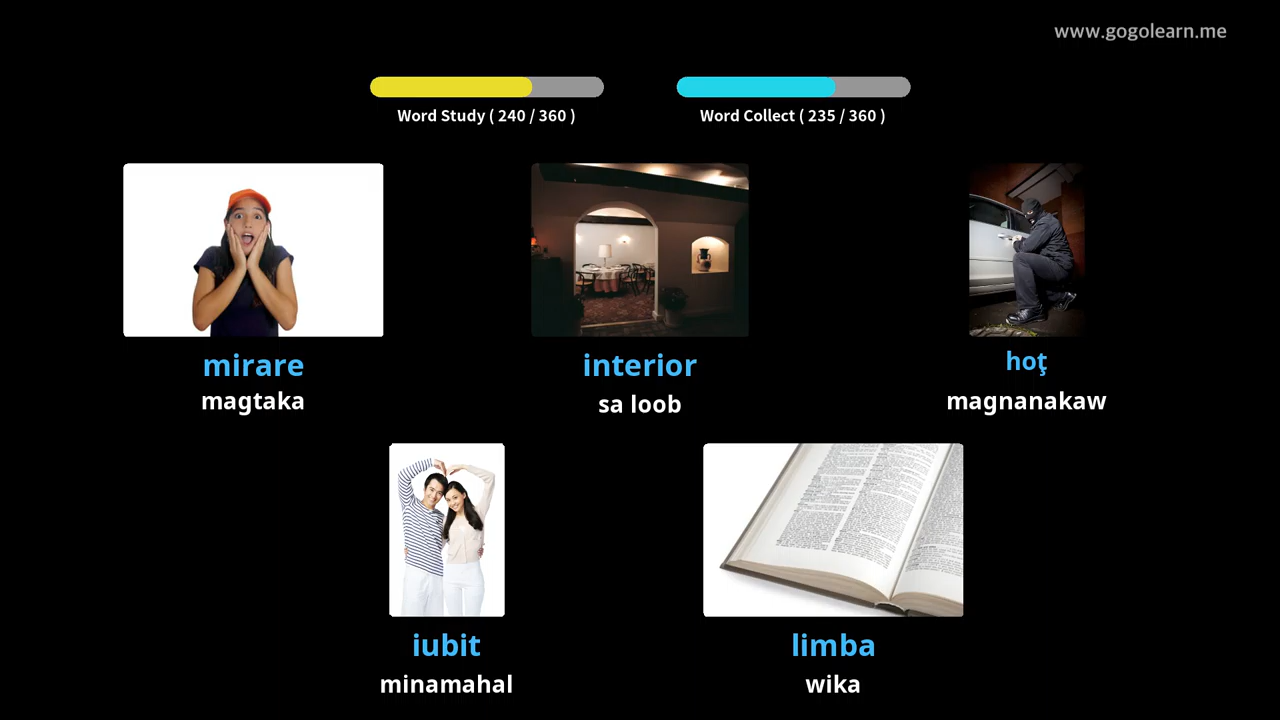 www.gogolearn.me
Word Study ( 240 / 360 )
Word Collect ( 235 / 360 )
mirare
magtaka
interior
sa loob
hoţ
magnanakaw
iubit
minamahal
limba
wika